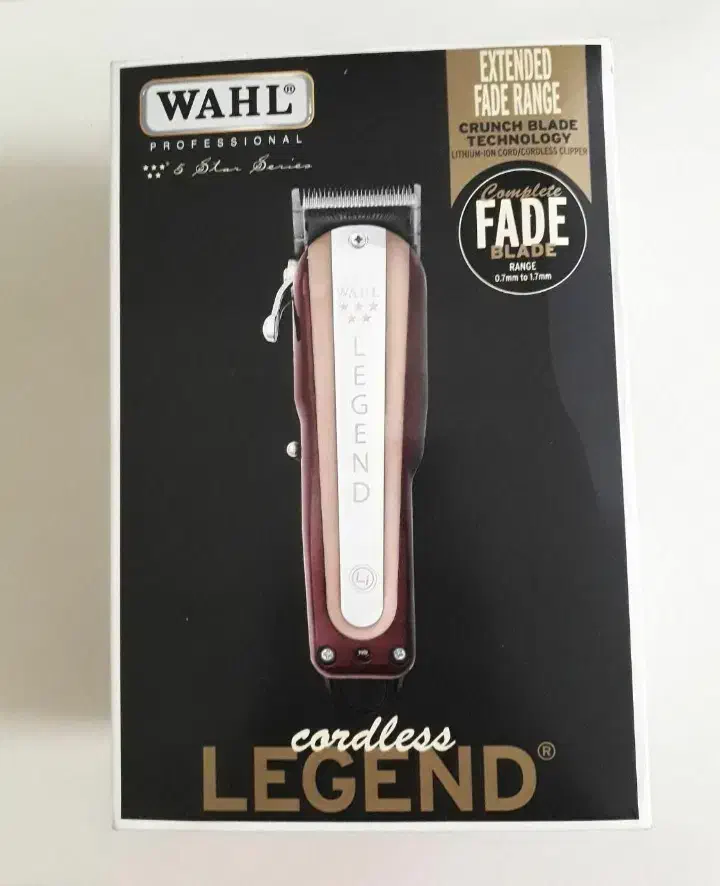 WAHL®
PROFESSIONAL
5 Star Series
EXTENDED
FADE RANGE
CRUNCH BLADE
TECHNOLOGY
LITHIUM-ION CORD/CORDLESS CLIPPER
Complete
FADE
BLADE
RANGE
0.7mm to 1.7mm
WAHL
LEGEND
Li
cordless
LEGEND®